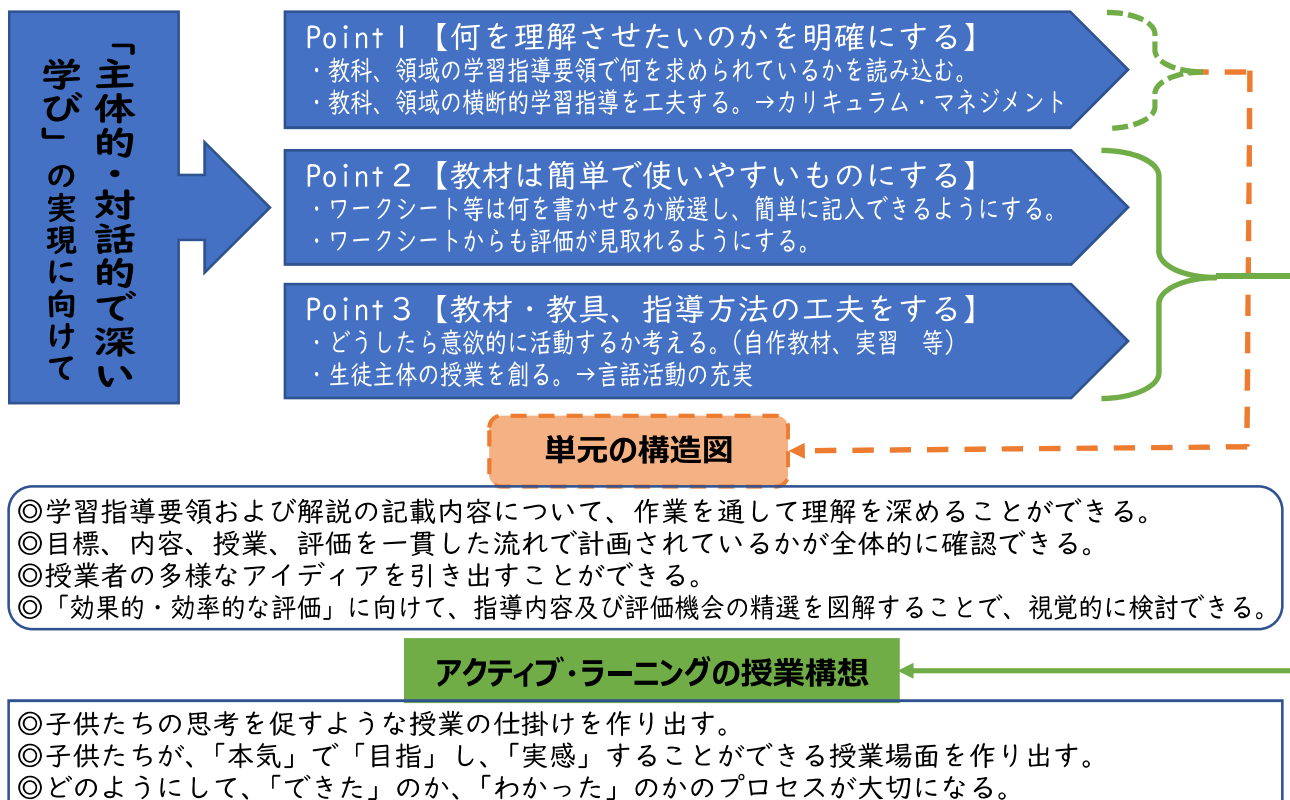 「主体的・対話的で深い
学び」の実現に向けて
Point１【何を理解させたいのかを明確にする】
・教科、領域の学習指導要領で何を求められているかを読み込む。
・教科、領域の横断的学習指導を工夫する。→カリキュラム・マネジメント
Point２【教材は簡単で使いやすいものにする】
・ワークシート等は何を書かせるか厳選し、簡単に記入できるようにする。
・ワークシートからも評価が見取れるようにする。
Point３【教材・教具、指導方法の工夫をする】
・どうしたら意欲的に活動するか考える。（自作教材、実習　等）
・生徒主体の授業を創る。→言語活動の充実
単元の構造図
◎学習指導要領および解説の記載内容について、作業を通して理解を深めることができる。
◎目標、内容、授業、評価を一貫した流れで計画されているかが全体的に確認できる。
◎授業者の多様なアイディアを引き出すことができる。
◎「効果的・効率的な評価」に向けて、指導内容及び評価機会の精選を図解することで、視覚的に検討できる。
アクティブ・ラーニングの授業構想
◎子供たちの思考を促すような授業の仕掛けを作り出す。
◎子供たちが、「本気」で「目指」し、「実感」することができる授業場面を作り出す。
◎どのようにして、「できた」のか、「わかった」のかのプロセスが大切になる。